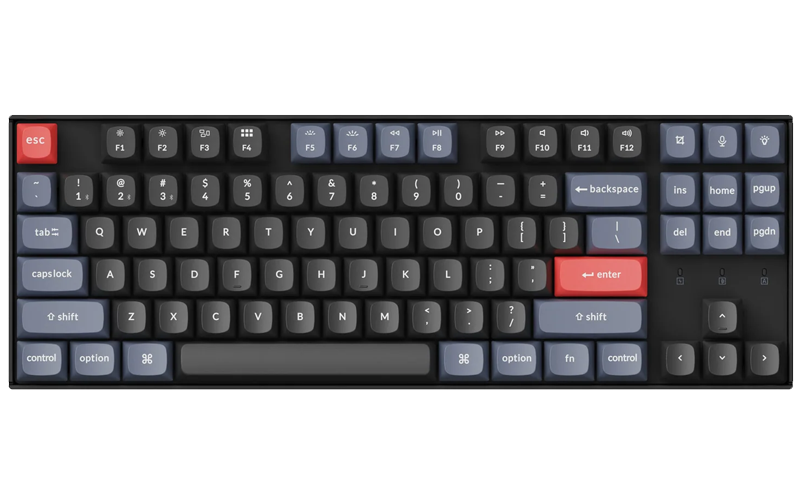 esc F1 F2 F3 F4 F5 F6 F7 F8 F9 F10 F11 F12
~ ! @ # $ % ^ & * ( ) — +
` 1 2 3 4 5 6 7 8 9 0 - = ← backspace ins home pgup
tab Q W E R T Y U I O P { [ } ] | \ del end pgdn
caps lock A S D F G H J K L : ; " ' ↵ enter
⇧ shift Z X C V B N M < , > . ? / ⇧ shift
control option ⌘ ⌘ option fn control